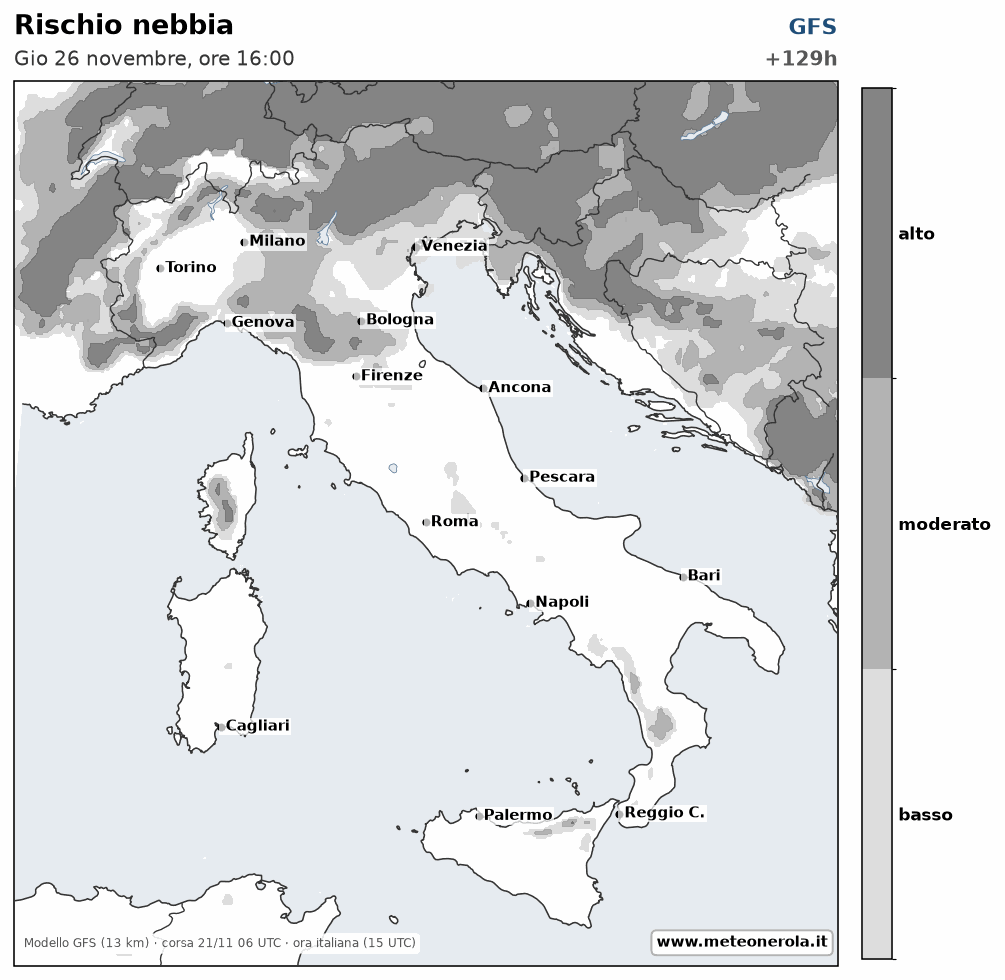 Rischio nebbia
GFS
Gio 26 novembre, ore 16:00
+129h
alto
Milano
Venezia
Torino
Genova
Bologna
Firenze
Ancona
Pescara
Roma
moderato
Bari
Napoli
Cagliari
Palermo
Reggio C.
basso
Modello GFS (13 km) · corsa 21/11 06 UTC · ora italiana (15 UTC)
www.meteonerola.it